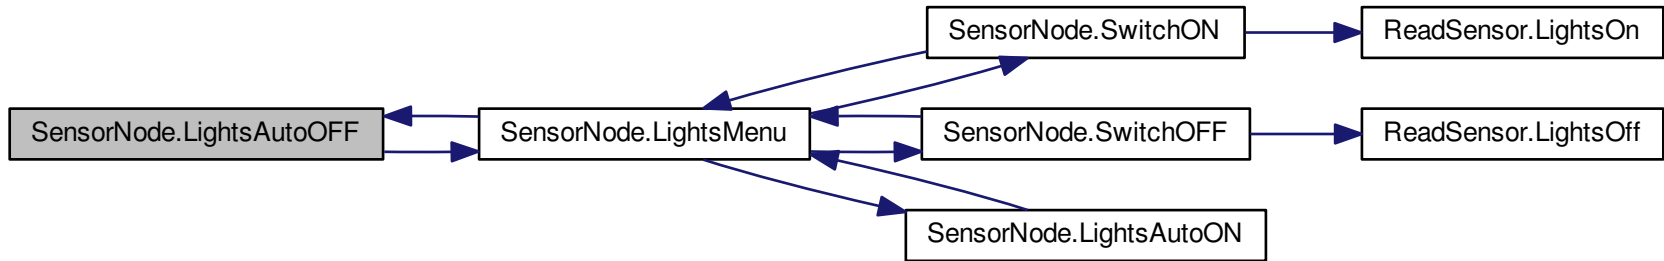 SensorNode.SwitchON
ReadSensor.LightsOn
SensorNode.LightsAutoOFF
SensorNode.LightsMenu
SensorNode.SwitchOFF
ReadSensor.LightsOff
SensorNode.LightsAutoON